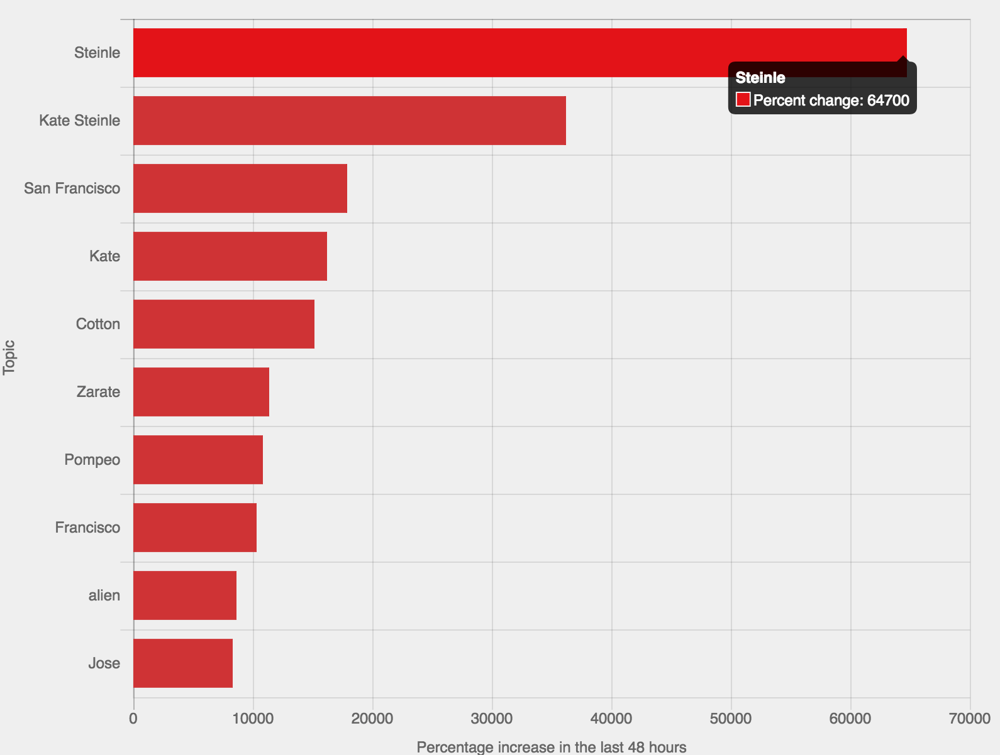 Steinle
Steinle
Percent change: 64700
Kate Steinle
San Francisco
Kate
Cotton
Topic
Zarate
Pompeo
Francisco
alien
Jose
0 10000 20000 30000 40000 50000 60000 70000
Percentage increase in the last 48 hours